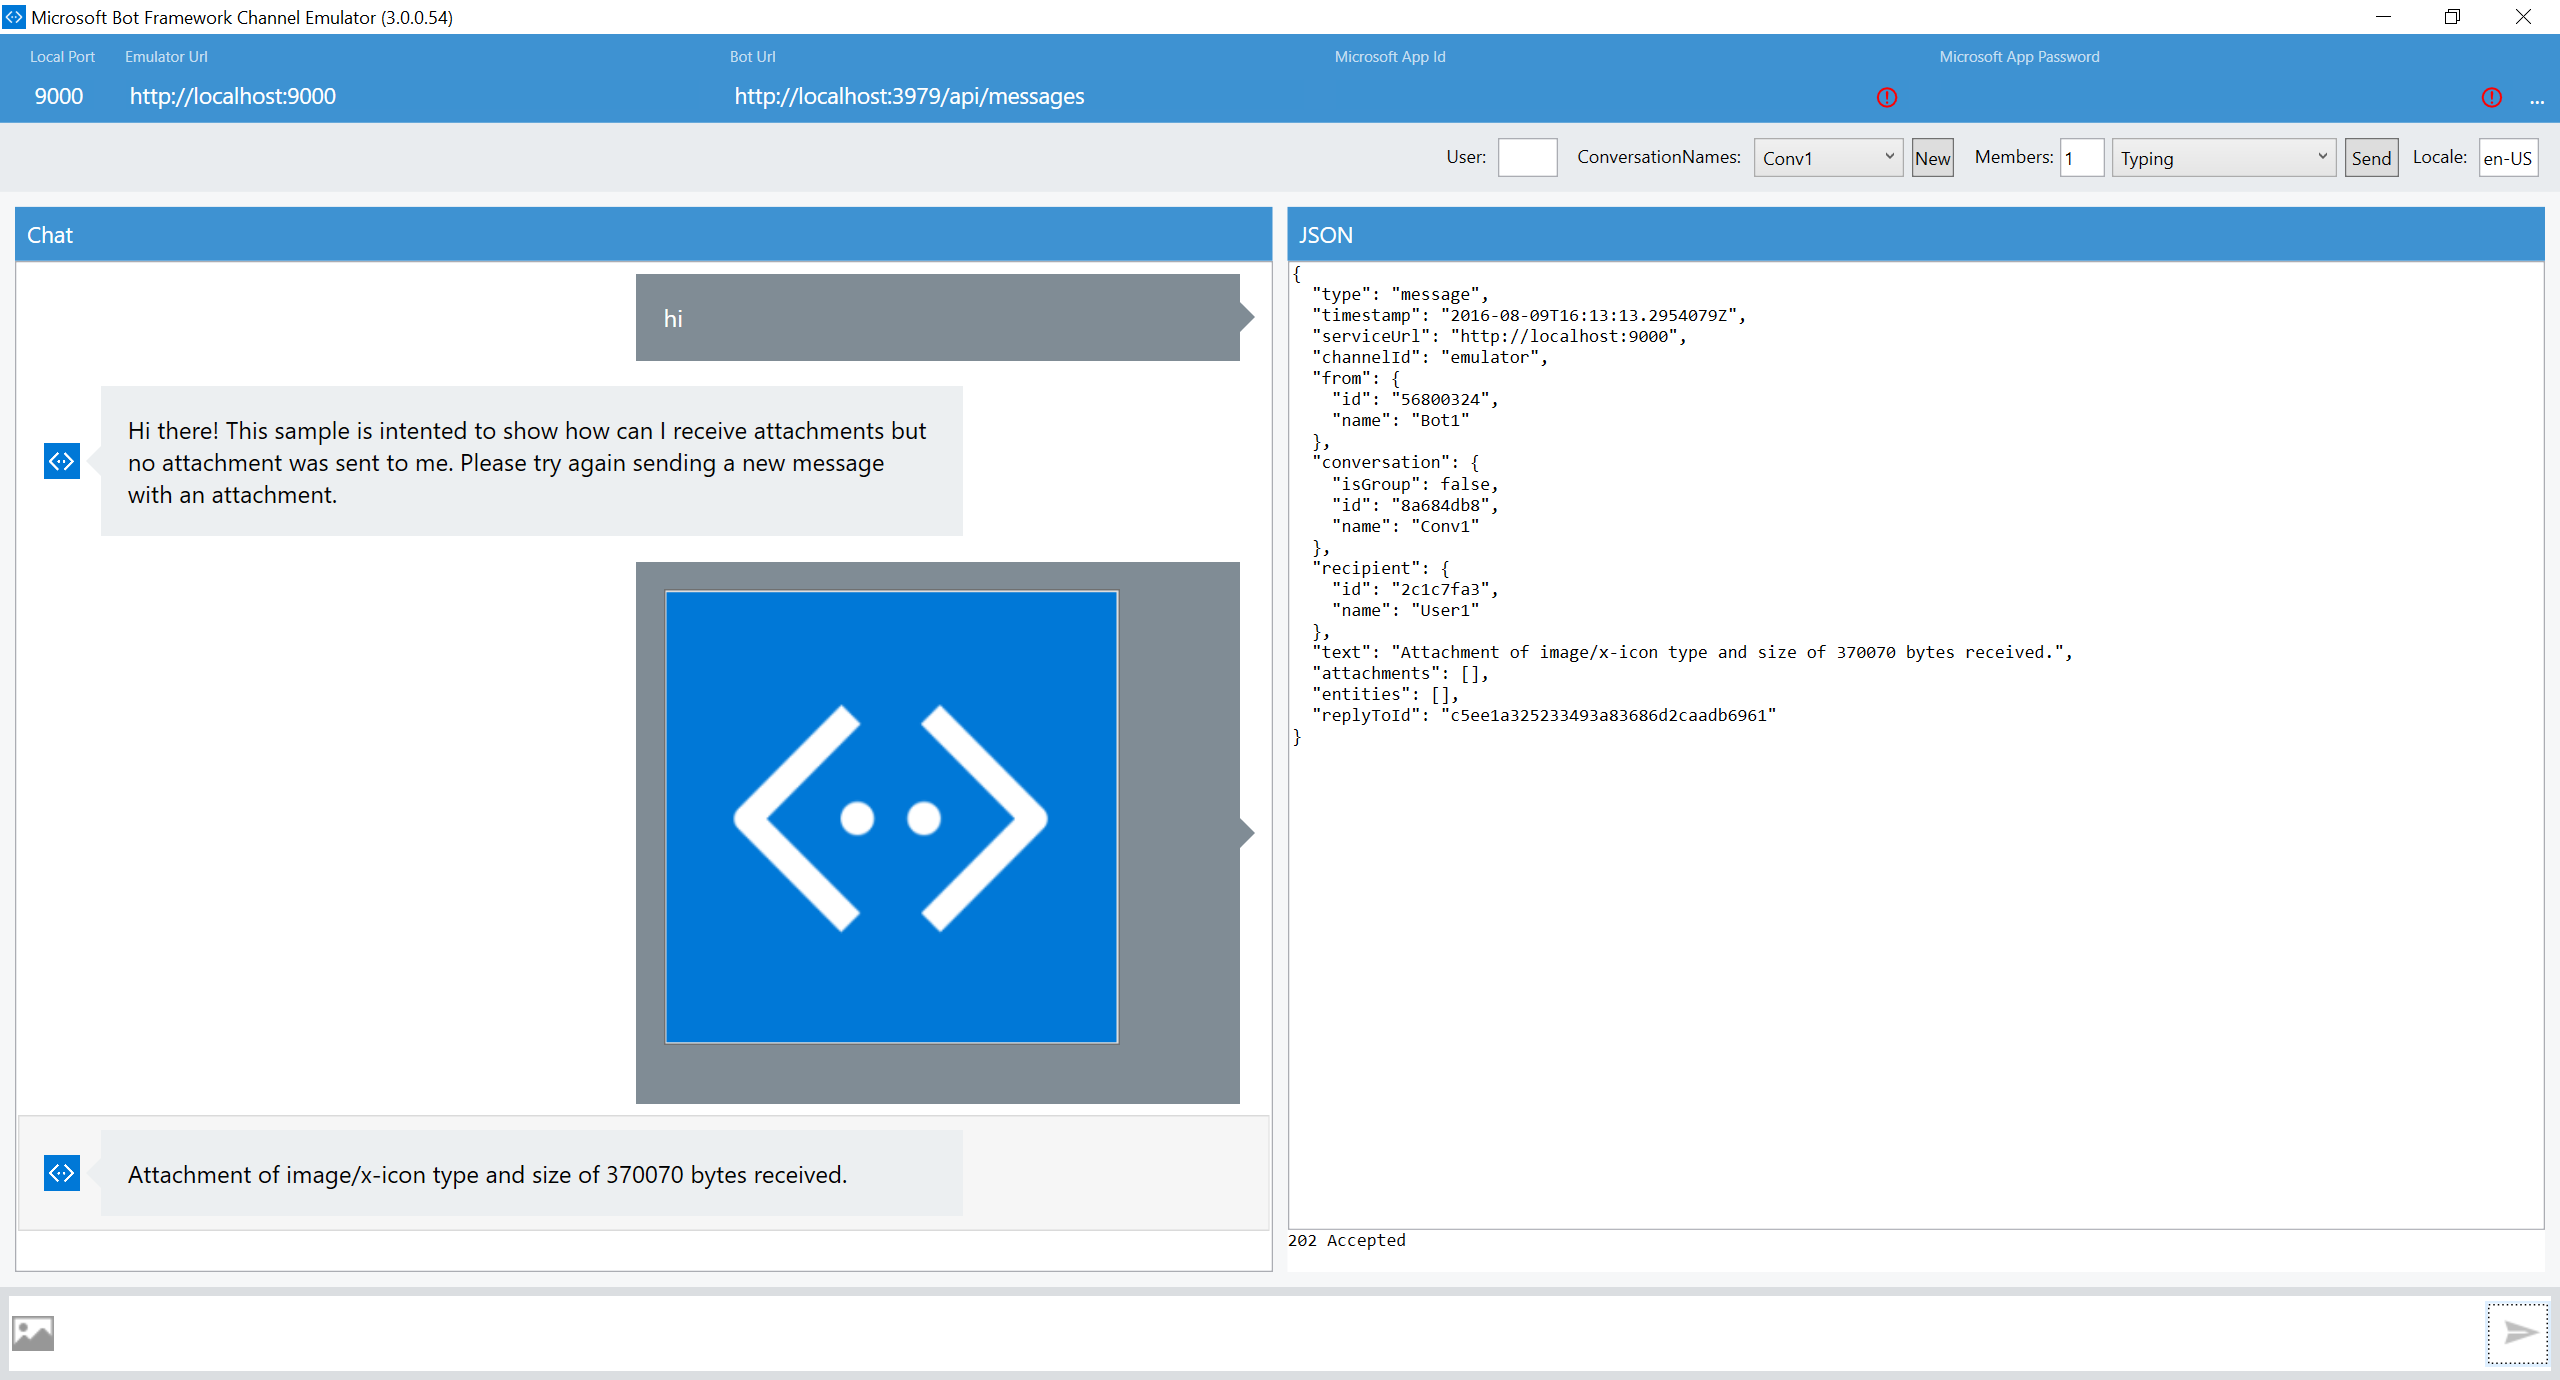 Microsoft Bot Framework Channel Emulator (3.0.0.54)
Local Port Emulator Url Bot Url Microsoft App Id Microsoft App Password
9000 http://localhost:9000 http://localhost:3979/api/messages ...
User: ConversationNames: Conv1 New Members: 1 Typing Send Locale: en-US
Chat
hi
Hi there! This sample is intented to show how can I receive attachments but
no attachment was sent to me. Please try again sending a new message
with an attachment.
Attachment of image/x-icon type and size of 370070 bytes received.
JSON
{
"type": "message",
"timestamp": "2016-08-09T16:13:13.2954079Z",
"serviceUrl": "http://localhost:9000",
"channelId": "emulator",
"from": {
"id": "56800324",
"name": "Bot1"
},
"conversation": {
"isGroup": false,
"id": "8a684db8",
"name": "Conv1"
},
"recipient": {
"id": "2c1c7fa3",
"name": "User1"
},
"text": "Attachment of image/x-icon type and size of 370070 bytes received.",
"attachments": [],
"entities": [],
"replyToId": "c5ee1a325233493a83686d2caadb6961"
}
202 Accepted